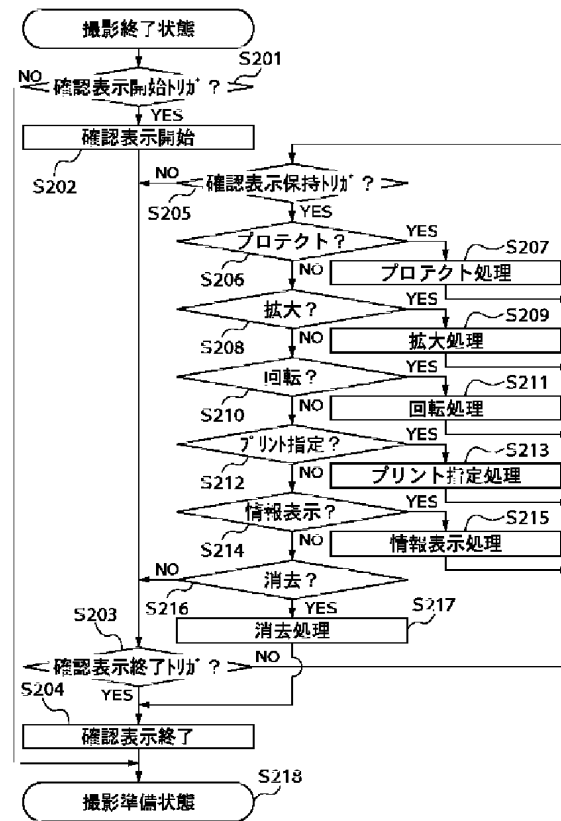 撮影終了状態
S201
NO
確認表示開始ﾄﾘｶﾞ?
YES
確認表示開始
S202
NO
確認表示保持ﾄﾘｶﾞ?
S205
YES
プロテクト?
YES
S207
S206
NO
プロアクト処理
拡大?
YES
S209
S208
NO
拡大処理
回転?
YES
S211
S210
NO
回転処理
ﾌﾟﾘﾝﾄ指定?
YES
S213
S212
NO
プリント指定処理
情報表示?
YES
S215
S214
NO
情報表示処理
NO
消去?
S216
YES
S217
消去処理
S203
確認表示終了ﾄﾘｶﾞ?
NO
S204
YES
確認表示終了
S218
撮影準備状態